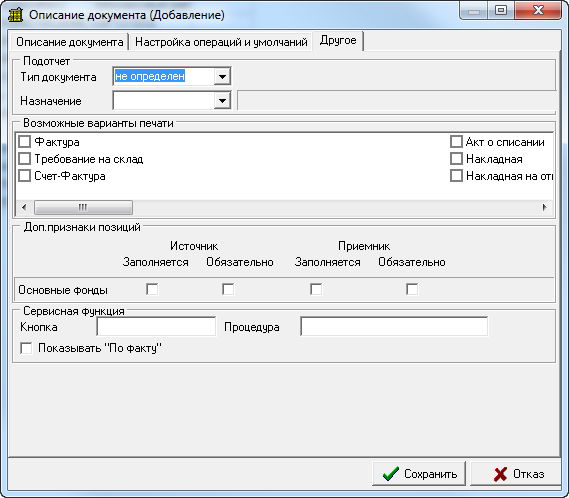 Описание документа (Добавление)
Описание документа Настройка операций и умолчаний Другое
Подотчет
Тип документа не определен
Назначение
Возможные варианты печати
Фактура Акт о списании
Требование на склад Накладная
Счет-Фактура Накладная на отп
Доп.признаки позиций
Источник Приемник
Заполняется Обязательно Заполняется Обязательно
Основные фонды
Сервисная функция
Кнопка Процедура
Показывать "По факту"
Сохранить Отказ